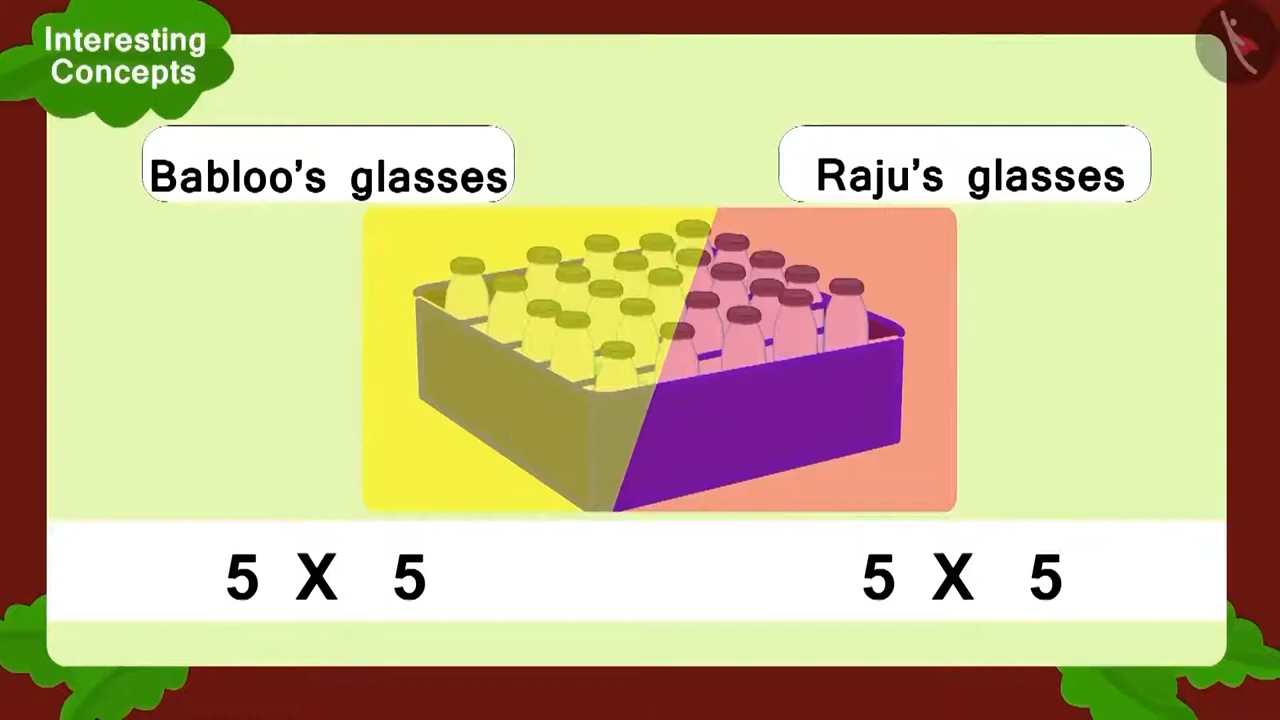 Interesting
Concepts
Babloo's glasses
Raju's glasses
5 X 5
5 X 5